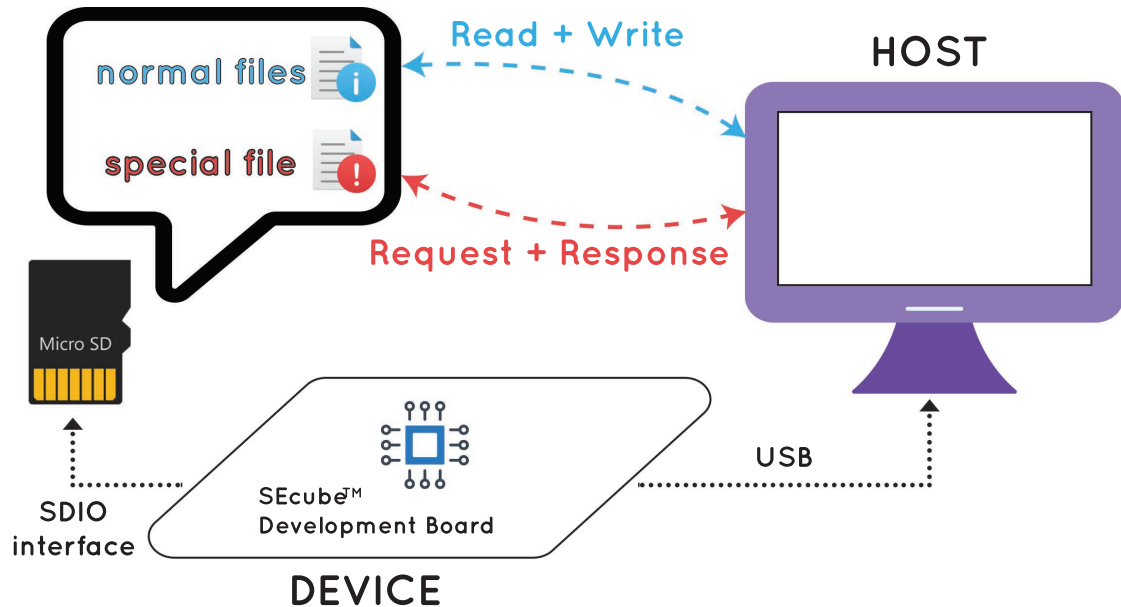 Read + Write
HOST
normal files
i
special file
!
Request + Response
Micro SD
USB
SEcube™
Development Board
SDIO
interface
DEVICE